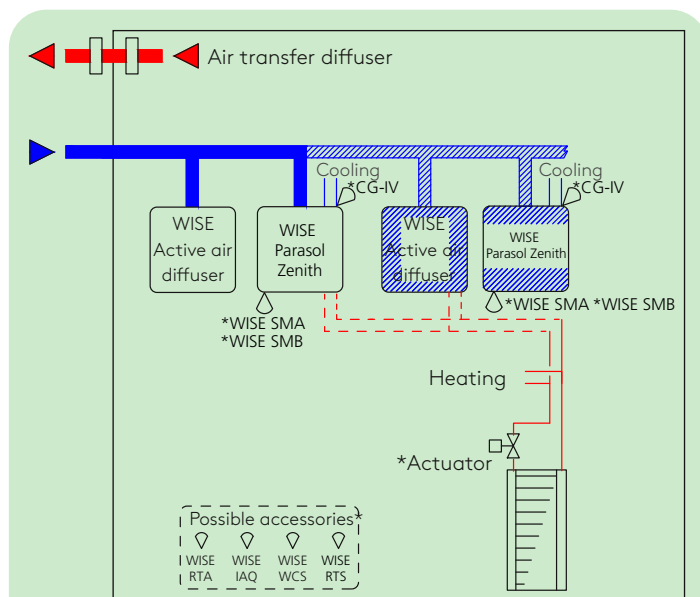 Air transfer diffuser
Cooling
*CG-IV
Cooling
*CG-IV
WISE
Active air
diffuser
WISE
Parasol
Zenith
WISE
Active air
diffuser
WISE
Parasol Zenith
*WISE SMA
*WISE SMB
*WISE SMA *WISE SMB
Heating
*Actuator
Possible accessories*
WISE
RTA
WISE
IAQ
WISE
WCS
WISE
RTS